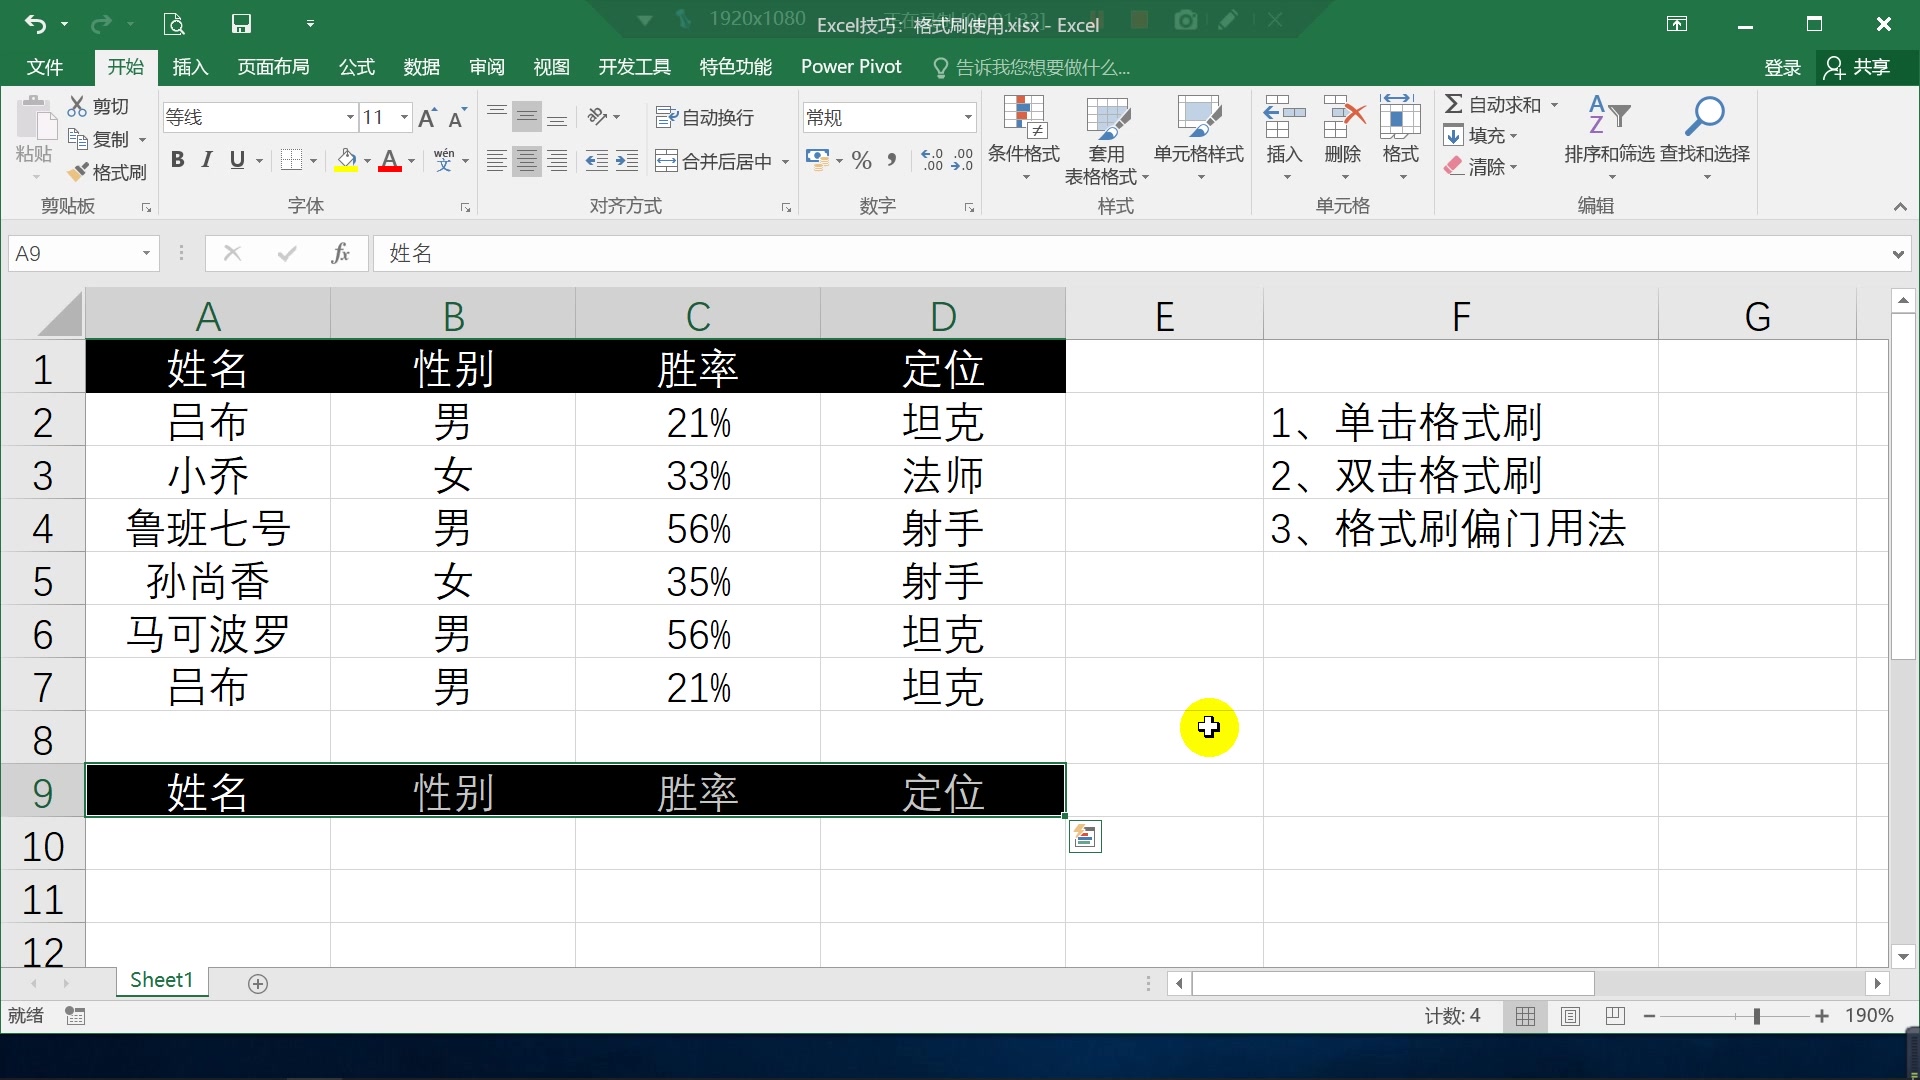 1920x1080
Excel技巧：格式刷使用.xlsx - Excel
文件 开始 插入 页面布局 公式 数据 审阅 视图 开发工具 特色功能 Power Pivot 告诉我您想要做什么... 登录 共享
粘贴 剪切 复制 格式刷 剪贴板
等线 11 B I U A wén 文 字体
自动换行 合并后居中 对齐方式
常规 % 数字
条件格式 套用表格格式 单元格样式 样式
插入 删除 格式 单元格
自动求和 填充 清除 排序和筛选 查找和选择 编辑
A9 fx 姓名
A B C D E F G
1 姓名 性别 胜率 定位
2 吕布 男 21% 坦克 1、单击格式刷
3 小乔 女 33% 法师 2、双击格式刷
4 鲁班七号 男 56% 射手 3、格式刷偏门用法
5 孙尚香 女 35% 射手
6 马可波罗 男 56% 坦克
7 吕布 男 21% 坦克
8
9 姓名 性别 胜率 定位
10
11
12
Sheet1
就绪 计数: 4 190%